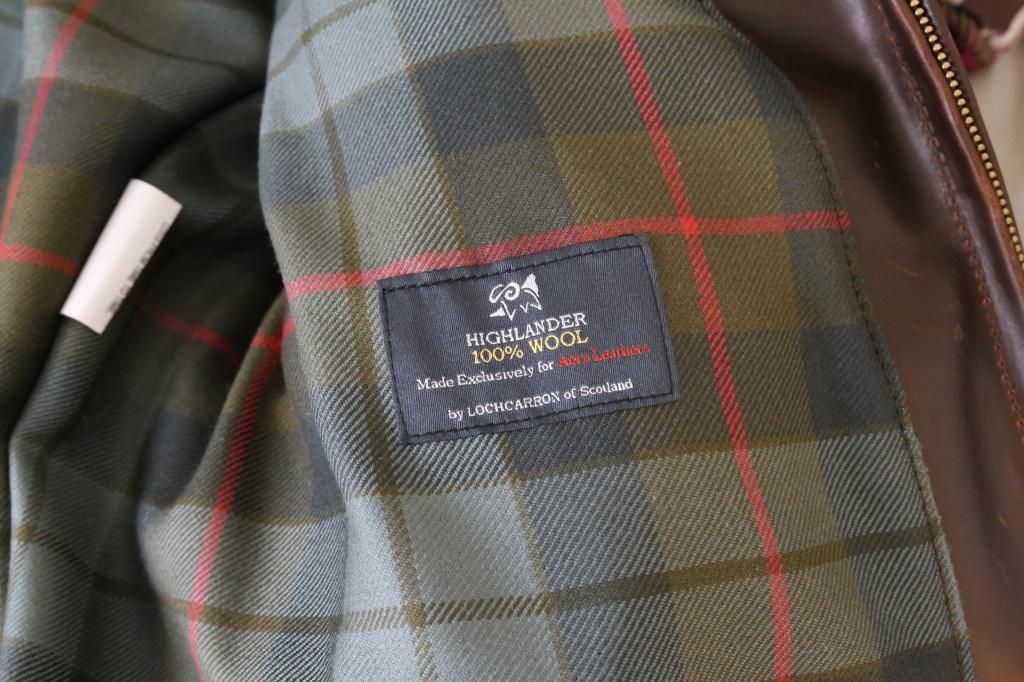 HIGHLANDER
100% WOOL
Made Exclusively for Aero Leathers
by LOCHCARRON of Scotland